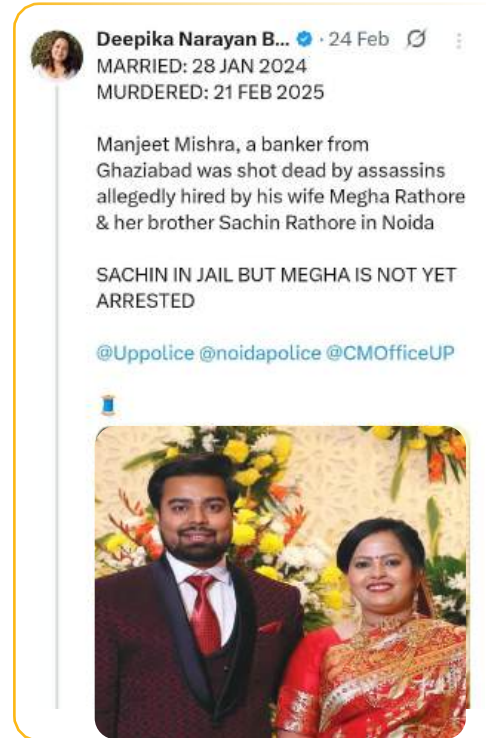 Deepika Narayan B... · 24 Feb
MARRIED: 28 JAN 2024
MURDERED: 21 FEB 2025
Manjeet Mishra, a banker from
Ghaziabad was shot dead by assassins
allegedly hired by his wife Megha Rathore
& her brother Sachin Rathore in Noida
SACHIN IN JAIL BUT MEGHA IS NOT YET
ARRESTED
@Uppolice @noidapolice @CMOfficeUP